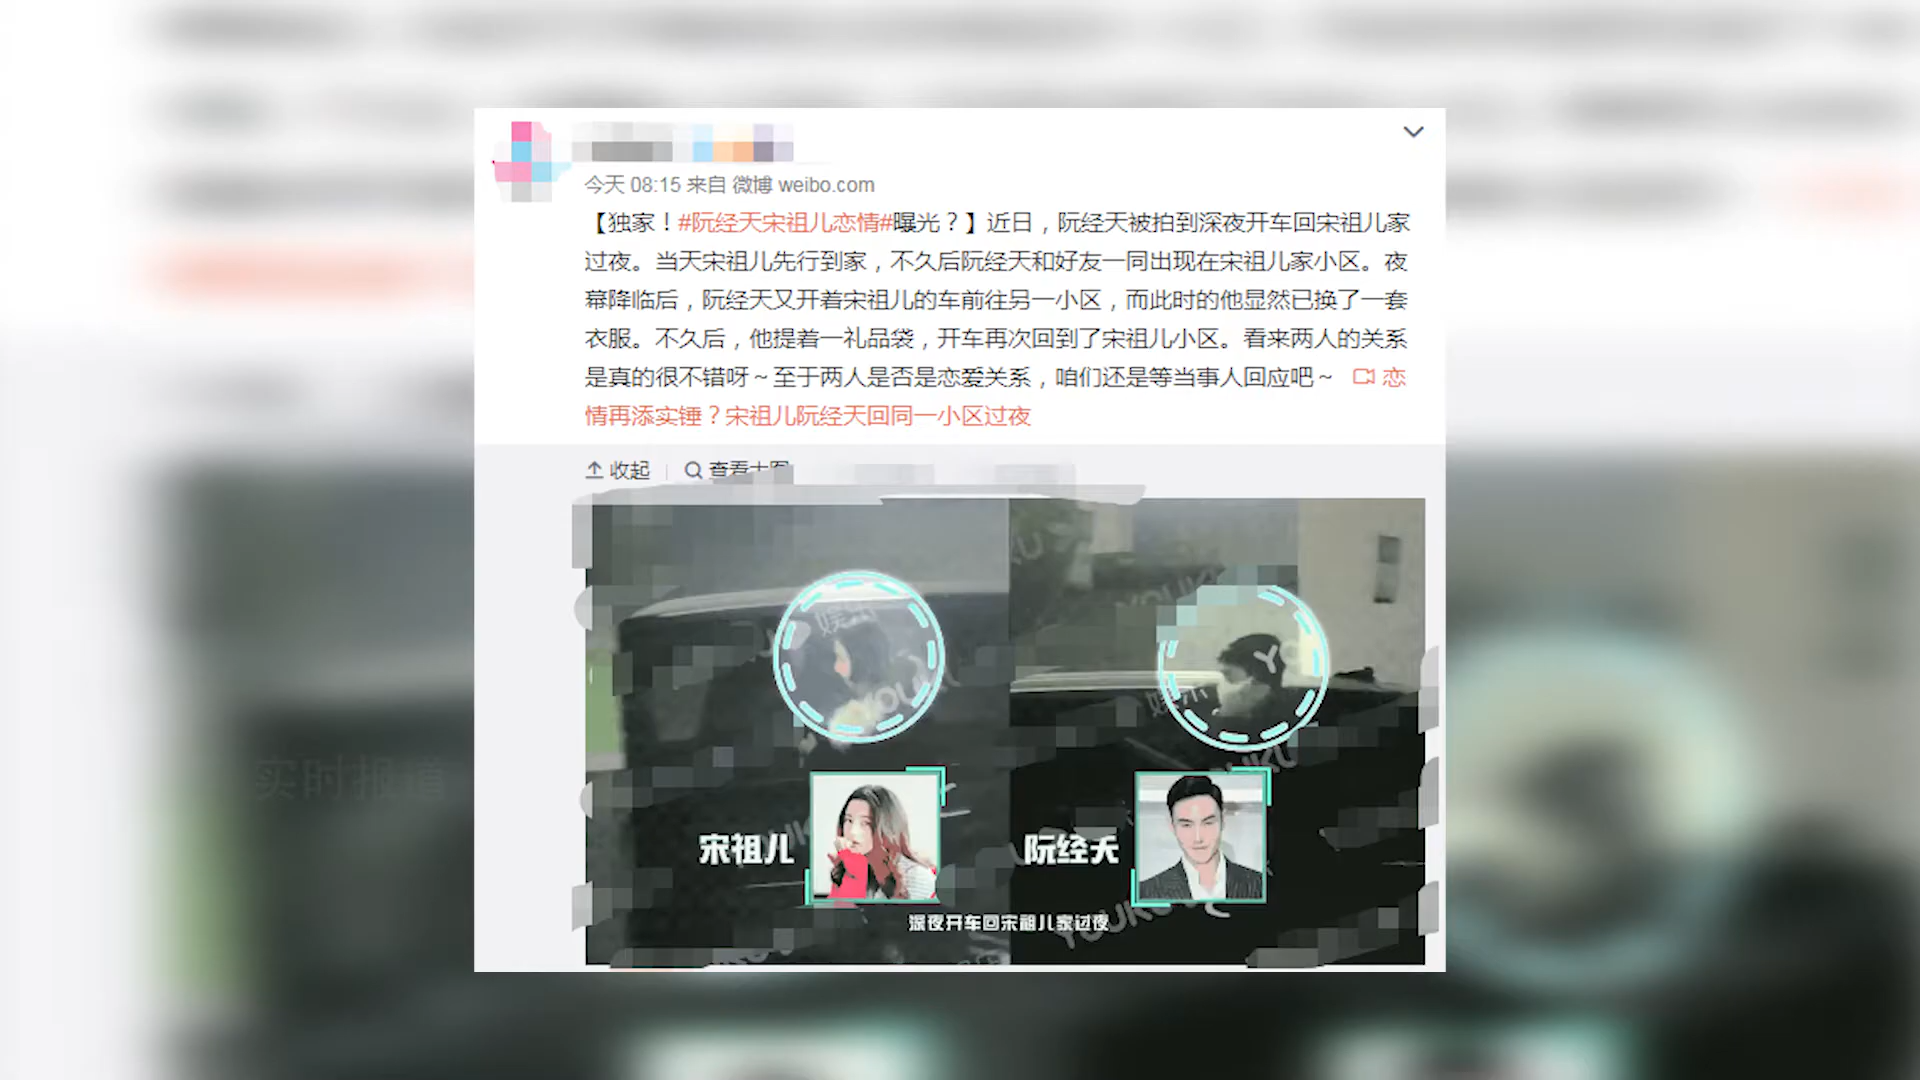 今天 08:15 来自 微博 weibo.com
【独家！#阮经天宋祖儿恋情#曝光？】近日，阮经天被拍到深夜开车回宋祖儿家
过夜。当天宋祖儿先行到家，不久后阮经天和好友一同出现在宋祖儿家小区。夜
幕降临后，阮经天又开着宋祖儿的车前往另一小区，而此时的他显然已换了一套
衣服。不久后，他提着一礼品袋，开车再次回到了宋祖儿小区。看来两人的关系
是真的很不错呀～至于两人是否是恋爱关系，咱们还是等当事人回应吧～ 恋
情再添实锤？宋祖儿阮经天回同一小区过夜
收起 查看大图
宋祖儿
阮经天
深夜开车回宋祖儿家过夜
实时报道
YOUKU